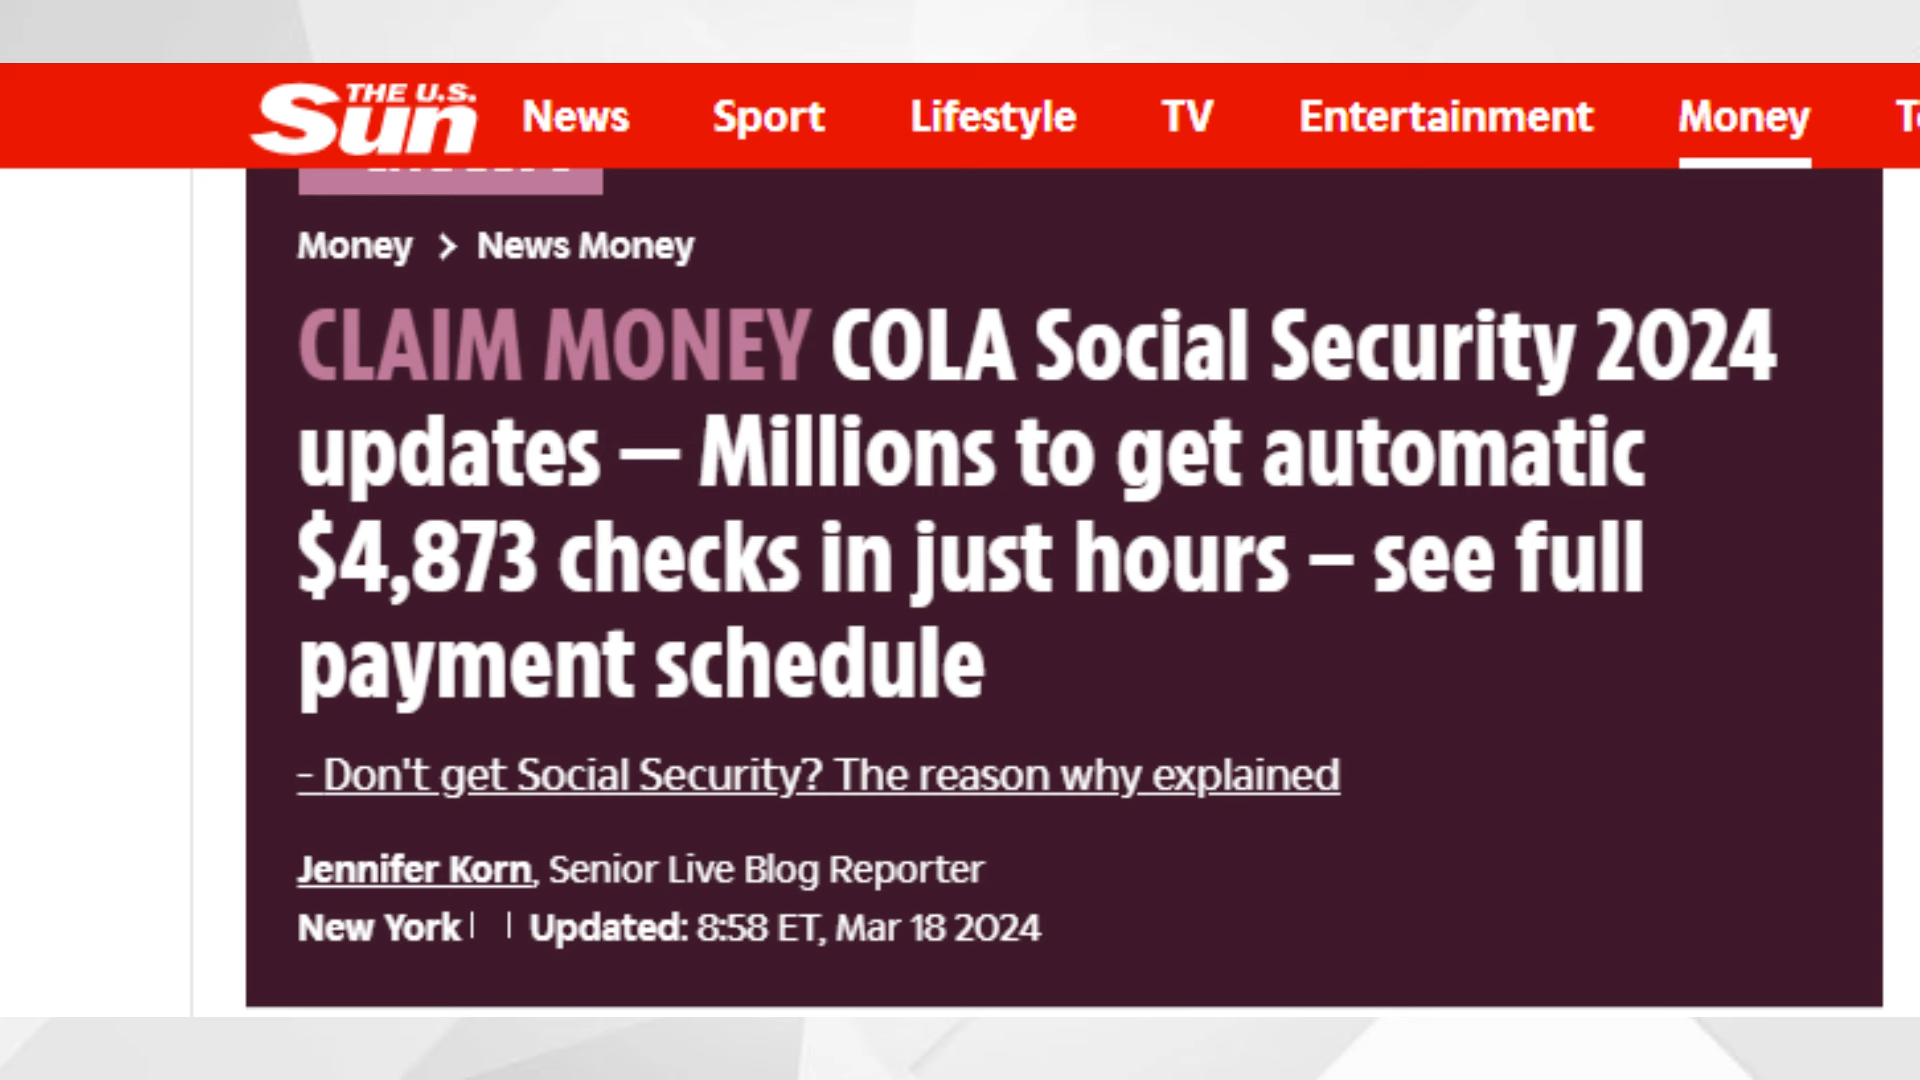 THE U.S.
Sun
News Sport Lifestyle TV Entertainment Money
Money > News Money
CLAIM MONEY COLA Social Security 2024
updates — Millions to get automatic
$4,873 checks in just hours – see full
payment schedule
- Don't get Social Security? The reason why explained
Jennifer Korn, Senior Live Blog Reporter
New York | | Updated: 8:58 ET, Mar 18 2024